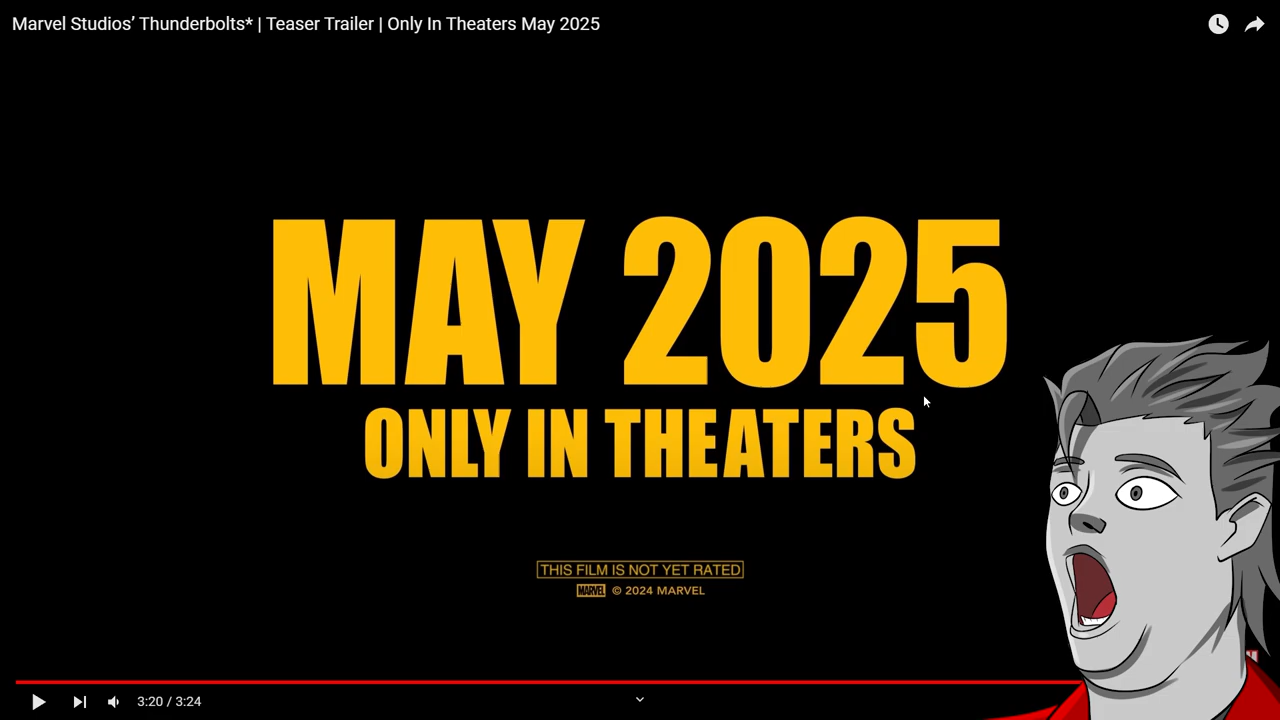 Marvel Studios’ Thunderbolts* | Teaser Trailer | Only In Theaters May 2025
MAY 2025
ONLY IN THEATERS
THIS FILM IS NOT YET RATED
MARVEL © 2024 MARVEL
3:20 / 3:24